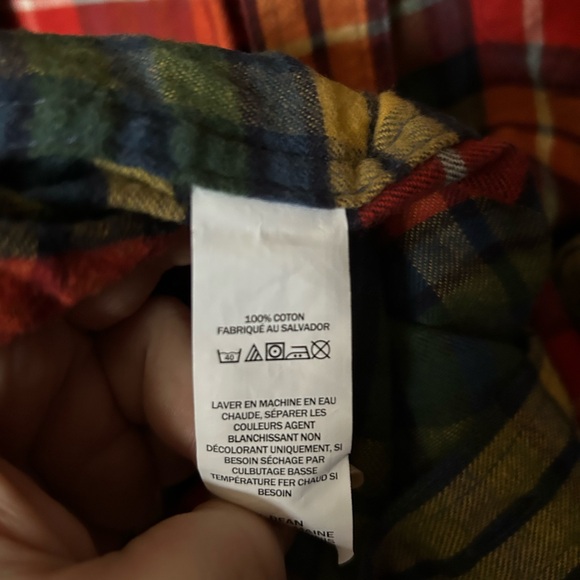 100% COTON
FABRIQUÉ AU SALVADOR
40
LAVER EN MACHINE EN EAU
CHAUDE, SÉPARER LES
COULEURS AGENT
BLANCHISSANT NON
DÉCOLORANT UNIQUEMENT, SI
BESOIN SÉCHAGE PAR
CULBUTAGE BASSE
TEMPÉRATURE FER CHAUD SI
BESOIN